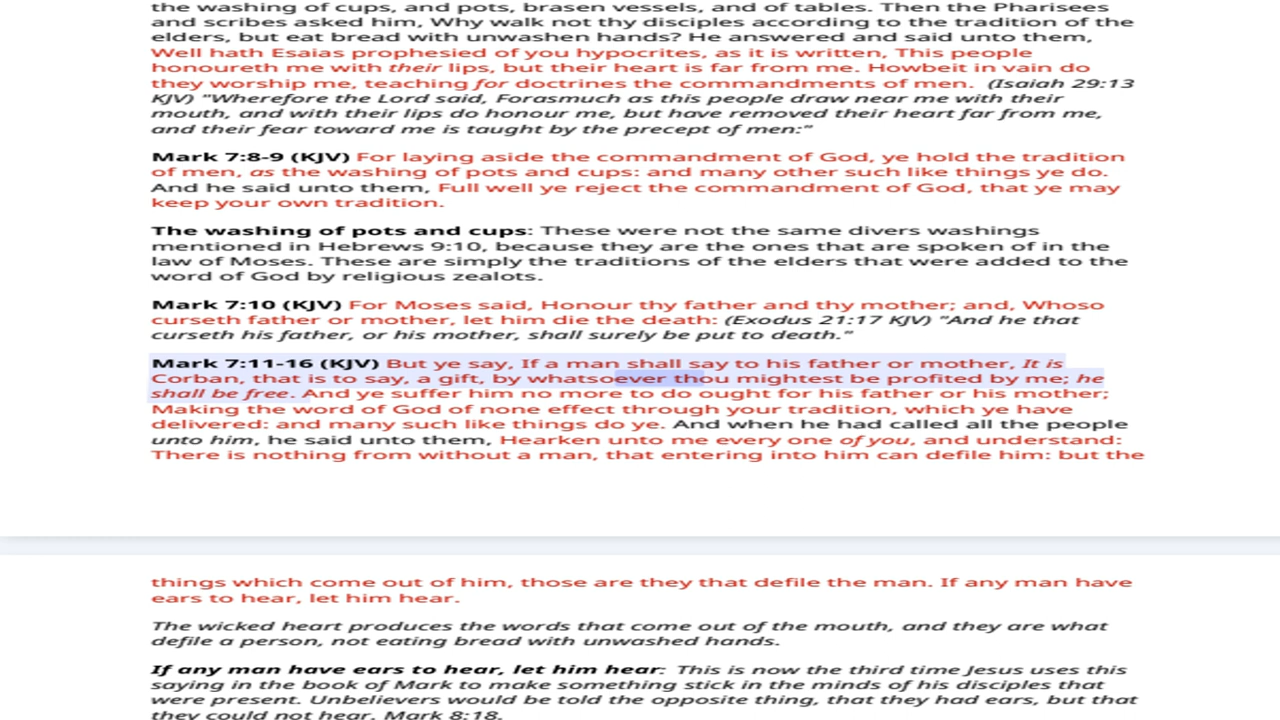 the washing of cups, and pots, brasen vessels, and of tables. Then the Pharisees
and scribes asked him, Why walk not thy disciples according to the tradition of the
elders, but eat bread with unwashen hands? He answered and said unto them,
Well hath Esaias prophesied of you hypocrites, as it is written, This people
honoureth me with their lips, but their heart is far from me. Howbeit in vain do
they worship me, teaching for doctrines the commandments of men. (Isaiah 29:13
KJV) "Wherefore the Lord said, Forasmuch as this people draw near me with their
mouth, and with their lips do honour me, but have removed their heart far from me,
and their fear toward me is taught by the precept of men:"
Mark 7:8-9 (KJV) For laying aside the commandment of God, ye hold the tradition
of men, as the washing of pots and cups: and many other such like things ye do.
And he said unto them, Full well ye reject the commandment of God, that ye may
keep your own tradition.
The washing of pots and cups: These were not the same divers washings
mentioned in Hebrews 9:10, because they are the ones that are spoken of in the
law of Moses. These are simply the traditions of the elders that were added to the
word of God by religious zealots.
Mark 7:10 (KJV) For Moses said, Honour thy father and thy mother; and, Whoso
curseth father or mother, let him die the death: (Exodus 21:17 KJV) "And he that
curseth his father, or his mother, shall surely be put to death."
Mark 7:11-16 (KJV) But ye say, If a man shall say to his father or mother, It is
Corban, that is to say, a gift, by whatsoever thou mightest be profited by me; he
shall be free. And ye suffer him no more to do ought for his father or his mother;
Making the word of God of none effect through your tradition, which ye have
delivered: and many such like things do ye. And when he had called all the people
unto him, he said unto them, Hearken unto me every one of you, and understand:
There is nothing from without a man, that entering into him can defile him: but the
things which come out of him, those are they that defile the man. If any man have
ears to hear, let him hear.
The wicked heart produces the words that come out of the mouth, and they are what
defile a person, not eating bread with unwashed hands.
If any man have ears to hear, let him hear: This is now the third time Jesus uses this
saying in the book of Mark to make something stick in the minds of his disciples that
were present. Unbelievers would be told the opposite thing, that they had ears, but that
they could not hear. Mark 8:18.